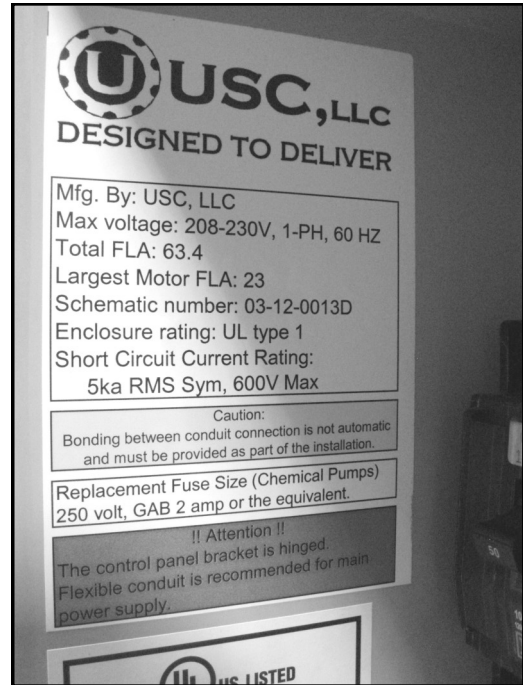 U USC, LLC
DESIGNED TO DELIVER
Mfg. By: USC, LLC
Max voltage: 208-230V, 1-PH, 60 HZ
Total FLA: 63.4
Largest Motor FLA: 23
Schematic number: 03-12-0013D
Enclosure rating: UL type 1
Short Circuit Current Rating:
5ka RMS Sym, 600V Max
Caution:
Bonding between conduit connection is not automatic
and must be provided as part of the installation.
Replacement Fuse Size (Chemical Pumps)
250 volt, GAB 2 amp or the equivalent.
!! Attention !!
The control panel bracket is hinged.
Flexible conduit is recommended for main
power supply.
UL US LISTED
50